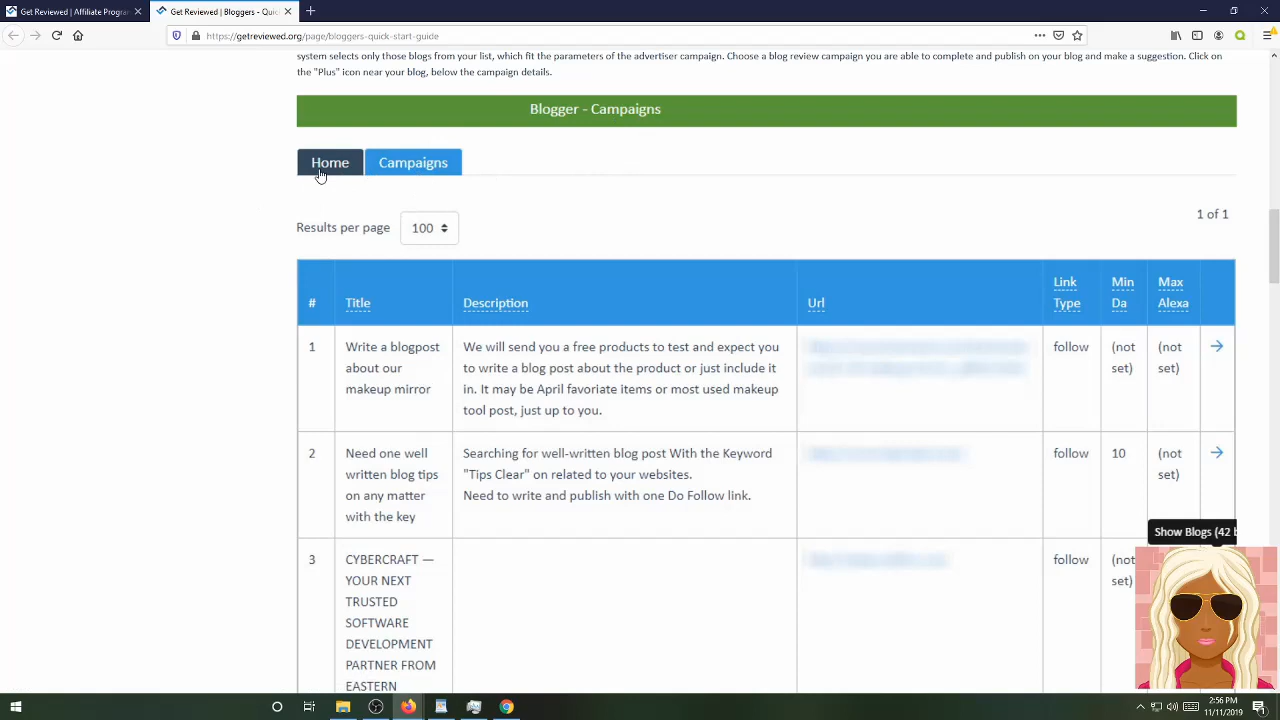 Get Reviewed | Affiliate Progra
Get Reviewed | Bloggers - Quic
https://getreviewed.org/page/bloggers-quick-start-guide
system selects only those blogs from your list, which fit the parameters of the advertiser campaign. Choose a blog review campaign you are able to complete and publish on your blog and make a suggestion. Click on
the "Plus" icon near your blog, below the campaign details.
Blogger - Campaigns
Home
Campaigns
1 of 1
Results per page
100
#
Title
Description
Url
Link
Type
Min
Da
Max
Alexa
1
Write a blogpost
about our
makeup mirror
We will send you a free products to test and expect you
to write a blog post about the product or just include it
in. It may be April favoriate items or most used makeup
tool post, just up to you.
follow
(not
set)
(not
set)
2
Need one well
written blog tips
on any matter
with the key
Searching for well-written blog post With the Keyword
"Tips Clear" on related to your websites.
Need to write and publish with one Do Follow link.
follow
10
(not
set)
3
CYBERCRAFT —
YOUR NEXT
TRUSTED
SOFTWARE
DEVELOPMENT
PARTNER FROM
EASTERN
follow
(not
set)
Show Blogs (42 b
2:56 PM
11/11/2019